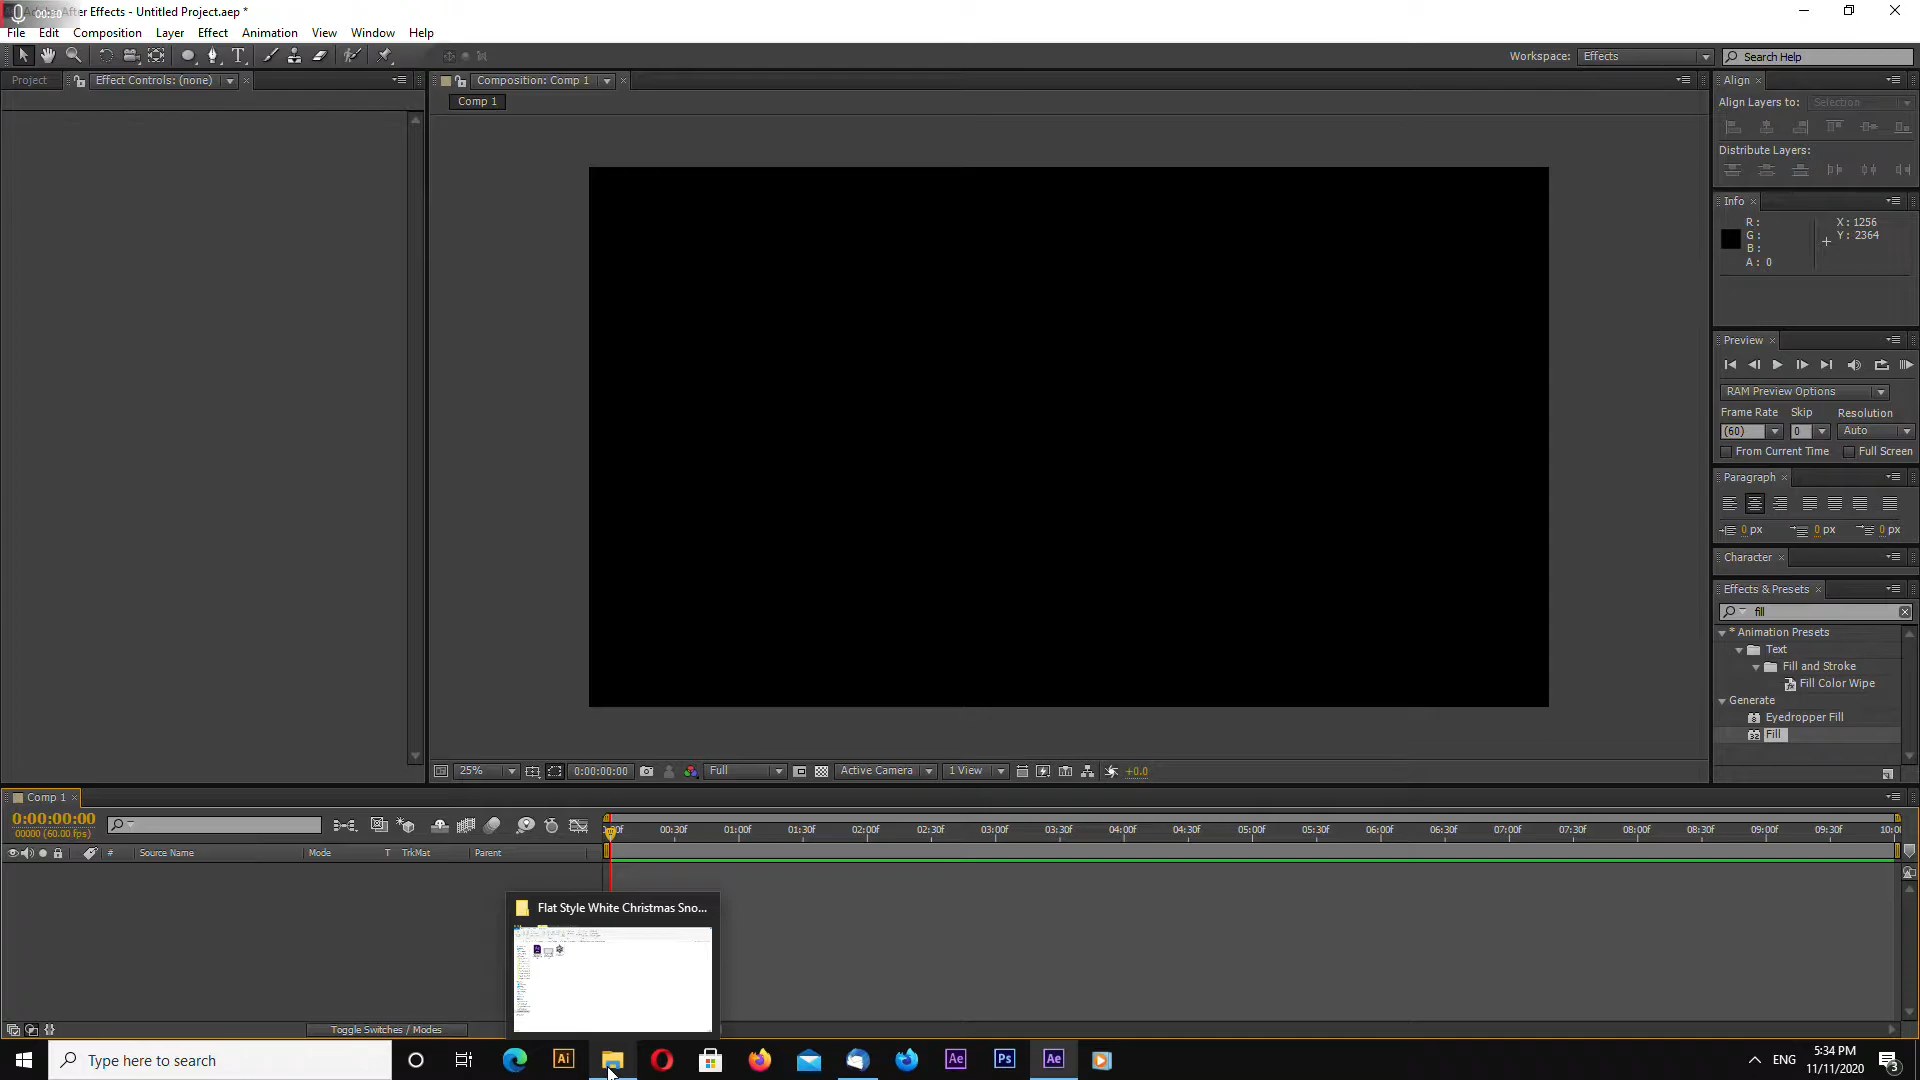 00:30
After Effects - Untitled Project.aep *
File Edit Composition Layer Effect Animation View Window Help
Workspace: Effects
Search Help
Project
Effect Controls: (none)
Composition: Comp 1
Comp 1
Align
Align Layers to: Selection
Distribute Layers:
Info
R :
G :
B :
A : 0
X : 1256
Y : 2364
Preview
RAM Preview Options
Frame Rate Skip Resolution
(60) 0 Auto
From Current Time Full Screen
Paragraph
0 px 0 px 0 px
Character
Effects & Presets
fill
* Animation Presets
Text
Fill and Stroke
Fill Color Wipe
Generate
Eyedropper Fill
Fill
25% 0:00:00:00 Full Active Camera 1 View +0.0
Comp 1
0:00:00:00
00000 (60.00 fps)
00:30f 01:00f 01:30f 02:00f 02:30f 03:00f 03:30f 04:00f 04:30f 05:00f 05:30f 06:00f 06:30f 07:00f 07:30f 08:00f 08:30f 09:00f 09:30f
# Source Name Mode T TrkMat Parent
Flat Style White Christmas Sno...
Toggle Switches / Modes
Type here to search
Ai
Ae
Ps
Ae
ENG
5:34 PM
11/11/2020
3